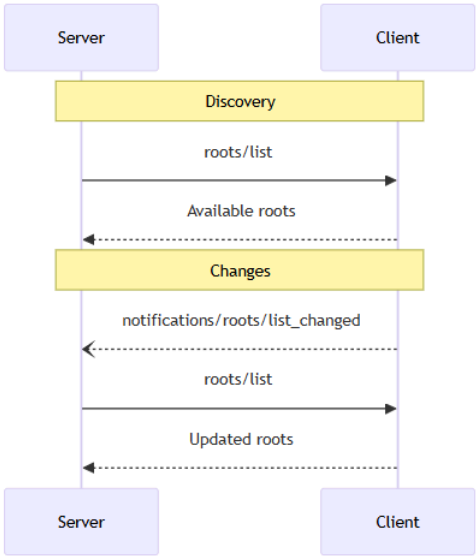 Server
Client
Discovery
roots/list
Available roots
Changes
notifications/roots/list_changed
roots/list
Updated roots
Server
Client